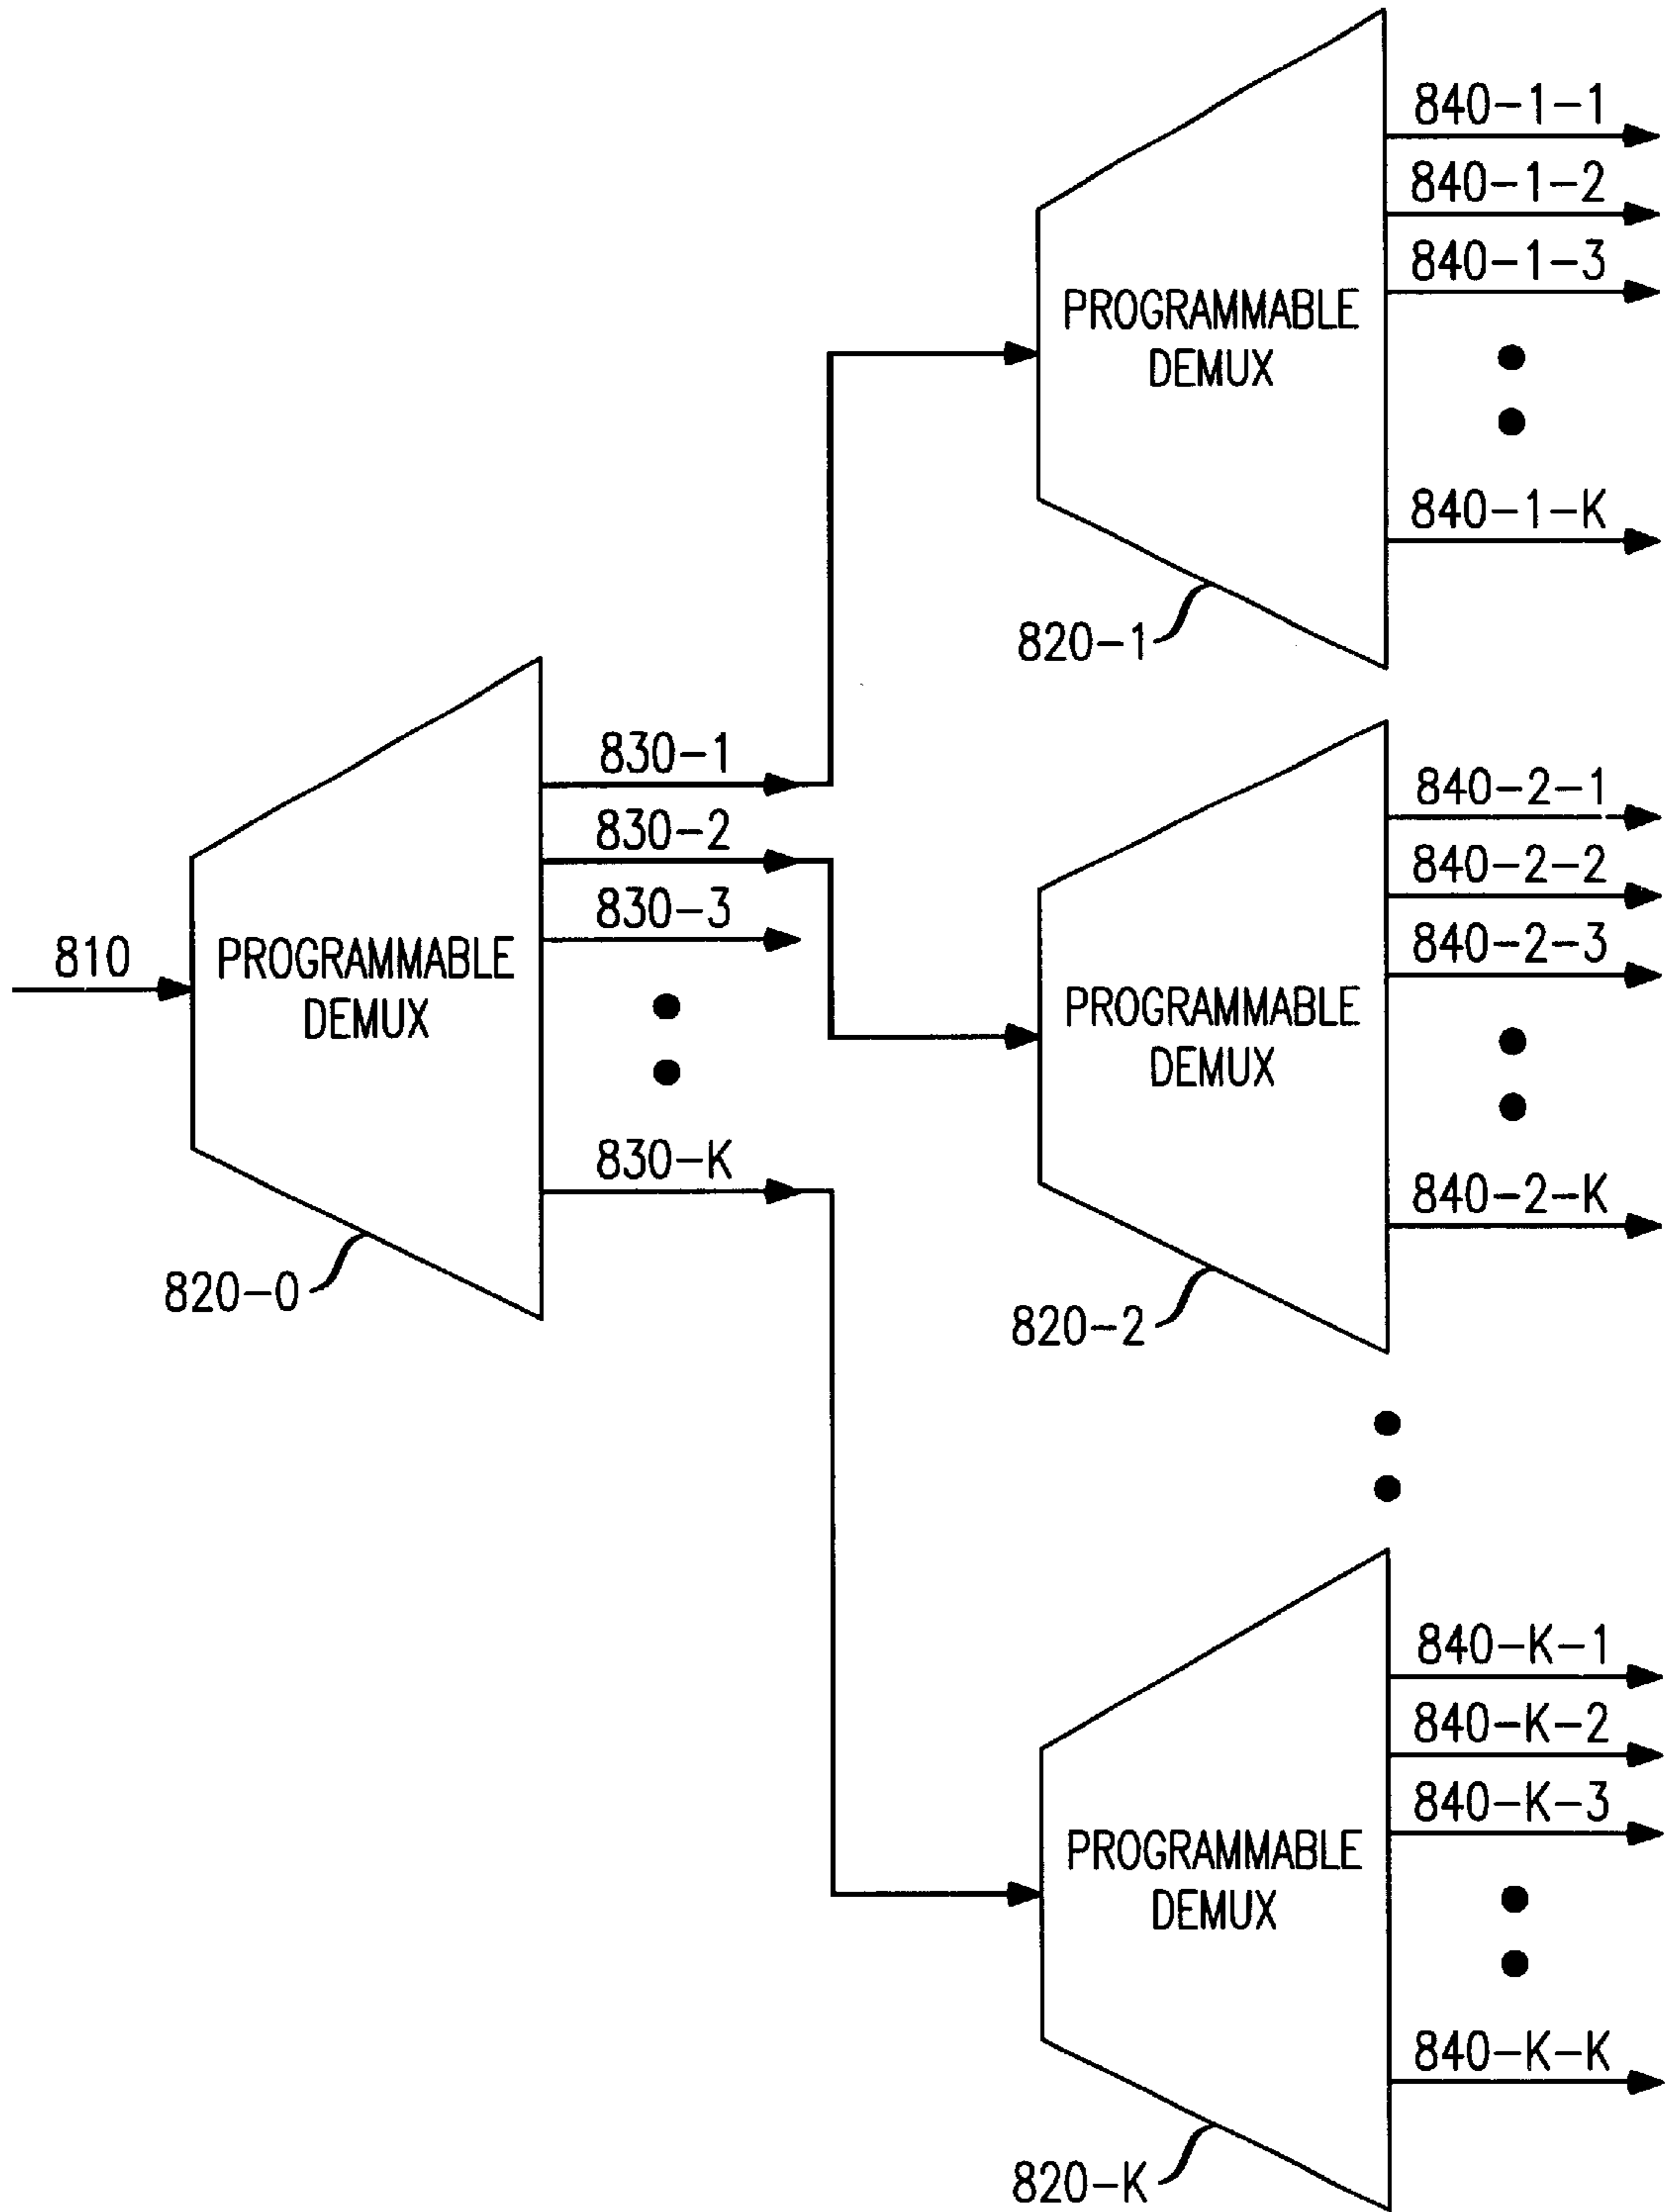 840-1-1
840-1-2
840-1-3
PROGRAMMABLE
DEMUX
840-1-K
820-1
830-1
830-2
830-3
810
PROGRAMMABLE
DEMUX
830-K
820-0
840-2-1
840-2-2
840-2-3
PROGRAMMABLE
DEMUX
840-2-K
820-2
840-K-1
840-K-2
840-K-3
PROGRAMMABLE
DEMUX
840-K-K
820-K